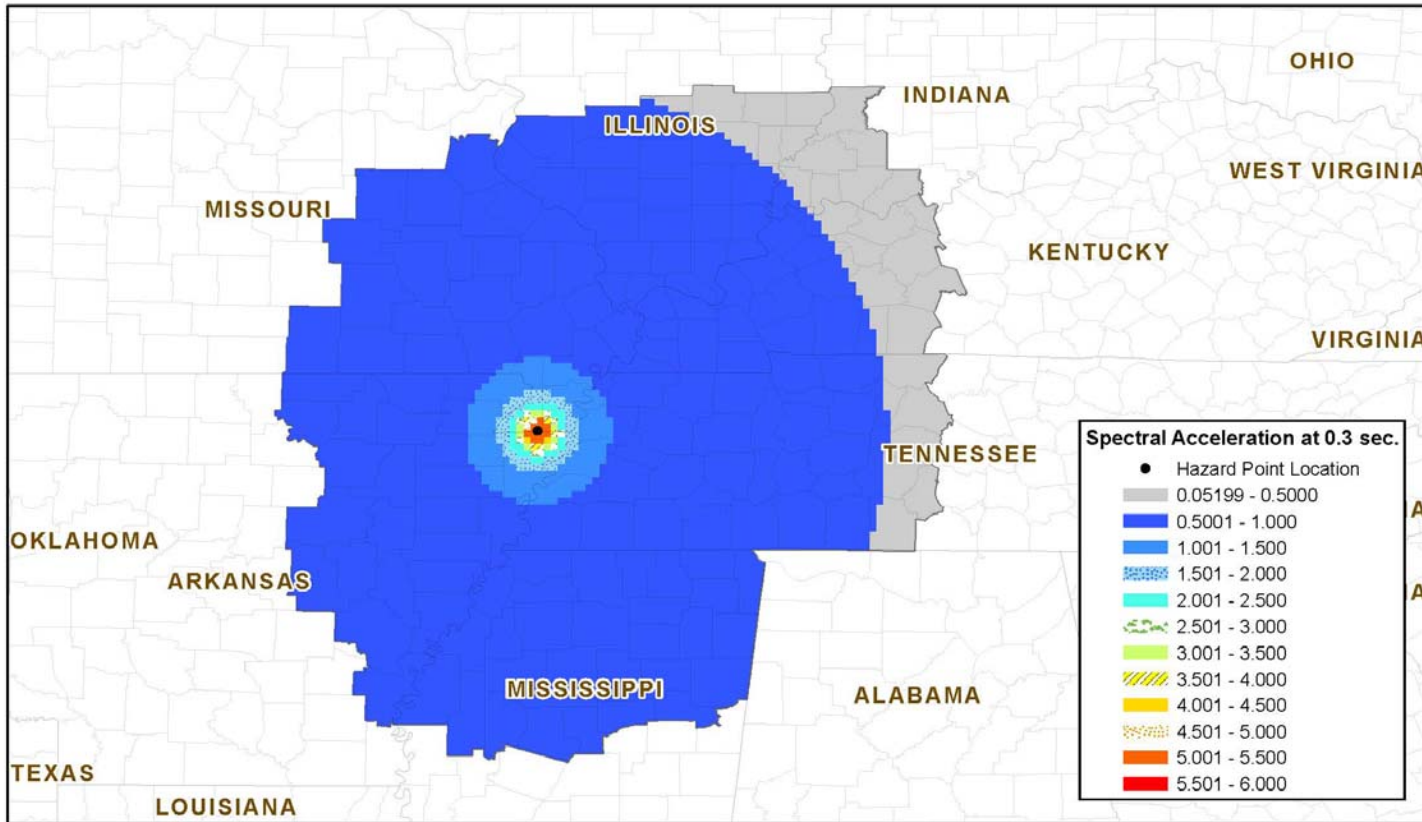 OHIO
INDIANA
ILLINOIS
WEST VIRGINIA
MISSOURI
KENTUCKY
VIRGINIA
TENNESSEE
OKLAHOMA
ARKANSAS
MISSISSIPPI
ALABAMA
TEXAS
LOUISIANA
Spectral Acceleration at 0.3 sec.
Hazard Point Location
0.05199 - 0.5000
0.5001 - 1.000
1.001 - 1.500
1.501 - 2.000
2.001 - 2.500
2.501 - 3.000
3.001 - 3.500
3.501 - 4.000
4.001 - 4.500
4.501 - 5.000
5.001 - 5.500
5.501 - 6.000